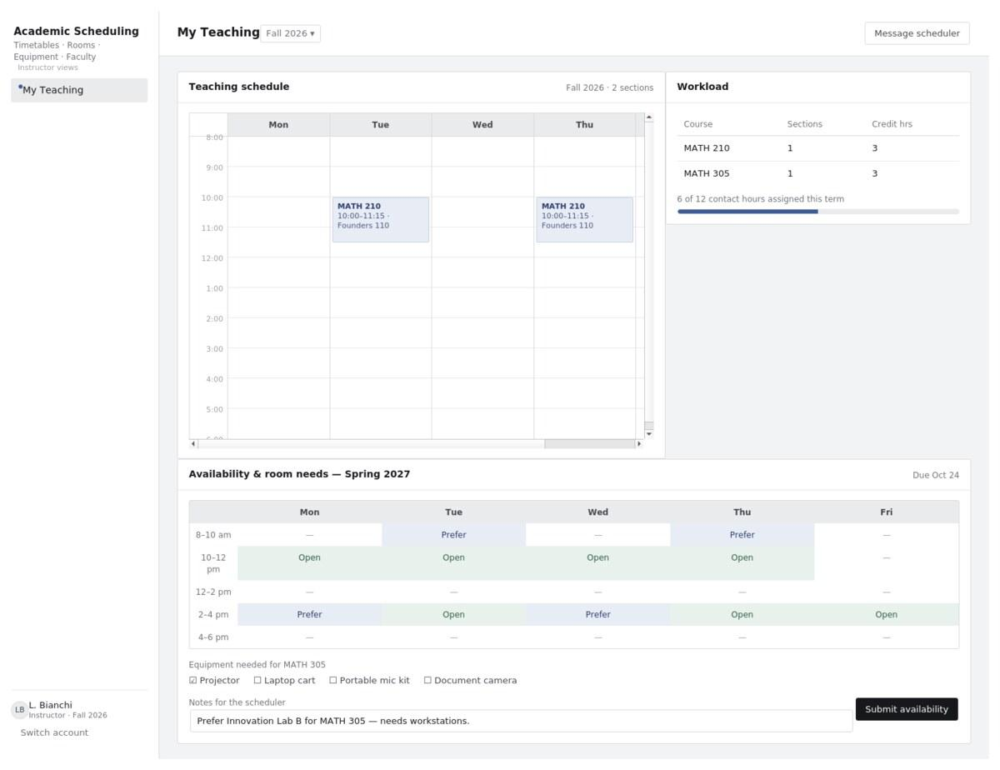 Academic Scheduling
Timetables · Rooms ·
Equipment · Faculty
Instructor views
My Teaching
LB
L. Bianchi
Instructor · Fall 2026
Switch account
My Teaching
Fall 2026 ▾
Message scheduler
Teaching schedule
Fall 2026 · 2 sections
Mon Tue Wed Thu
8:00
9:00
10:00
MATH 210
10:00–11:15 ·
Founders 110
MATH 210
10:00–11:15 ·
Founders 110
11:00
12:00
1:00
2:00
3:00
4:00
5:00
6:00
Workload
Course Sections Credit hrs
MATH 210 1 3
MATH 305 1 3
6 of 12 contact hours assigned this term
Availability & room needs — Spring 2027
Due Oct 24
Mon Tue Wed Thu Fri
8–10 am — Prefer — Prefer —
10–12
pm
Open Open Open Open —
12–2 pm — — — — —
2–4 pm Prefer Open Prefer Open Open
4–6 pm — — — — —
Equipment needed for MATH 305
☑ Projector ☐ Laptop cart ☐ Portable mic kit ☐ Document camera
Notes for the scheduler
Prefer Innovation Lab B for MATH 305 — needs workstations.
Submit availability